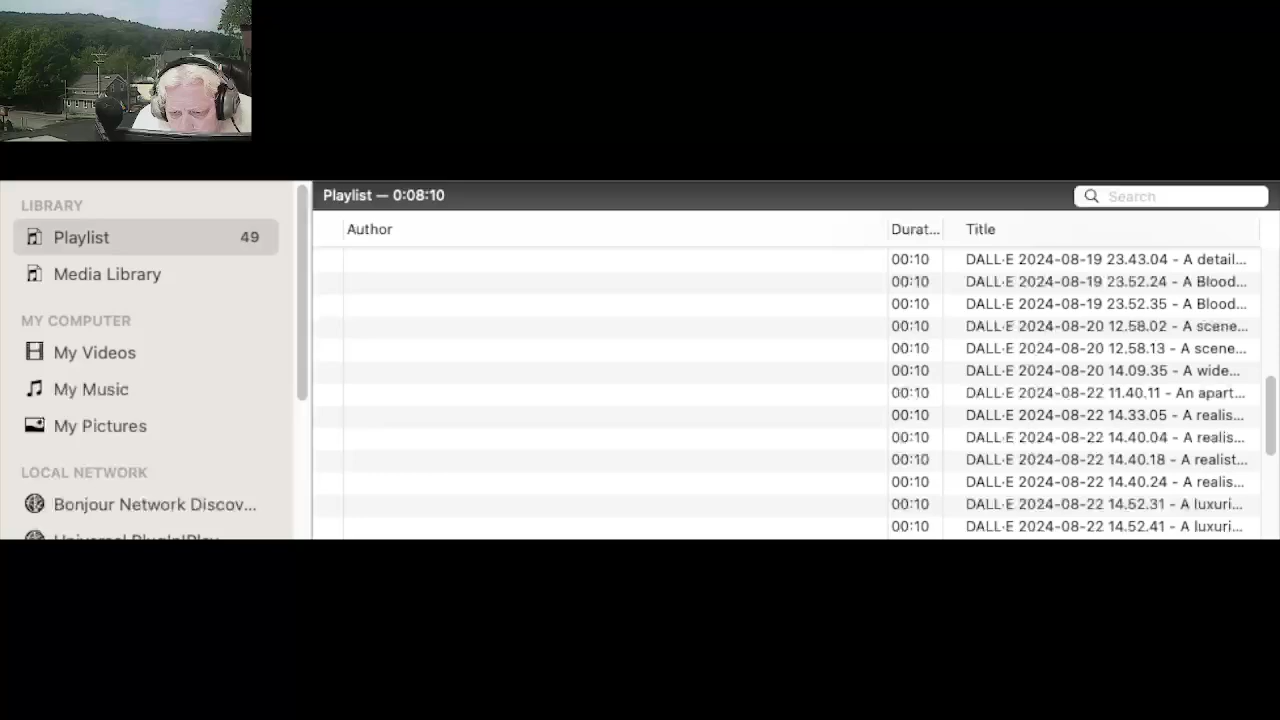 Playlist — 0:08:10
Search
LIBRARY
Playlist 49
Media Library
MY COMPUTER
My Videos
My Music
My Pictures
LOCAL NETWORK
Bonjour Network Discov...
Author Durat... Title
00:10 DALL·E 2024-08-19 23.43.04 - A detail...
00:10 DALL·E 2024-08-19 23.52.24 - A Blood...
00:10 DALL·E 2024-08-19 23.52.35 - A Blood...
00:10 DALL·E 2024-08-20 12.58.02 - A scene...
00:10 DALL·E 2024-08-20 12.58.13 - A scene...
00:10 DALL·E 2024-08-20 14.09.35 - A wide...
00:10 DALL·E 2024-08-22 11.40.11 - An apart...
00:10 DALL·E 2024-08-22 14.33.05 - A realis...
00:10 DALL·E 2024-08-22 14.40.04 - A realis...
00:10 DALL·E 2024-08-22 14.40.18 - A realist...
00:10 DALL·E 2024-08-22 14.40.24 - A realis...
00:10 DALL·E 2024-08-22 14.52.31 - A luxuri...
00:10 DALL·E 2024-08-22 14.52.41 - A luxuri...